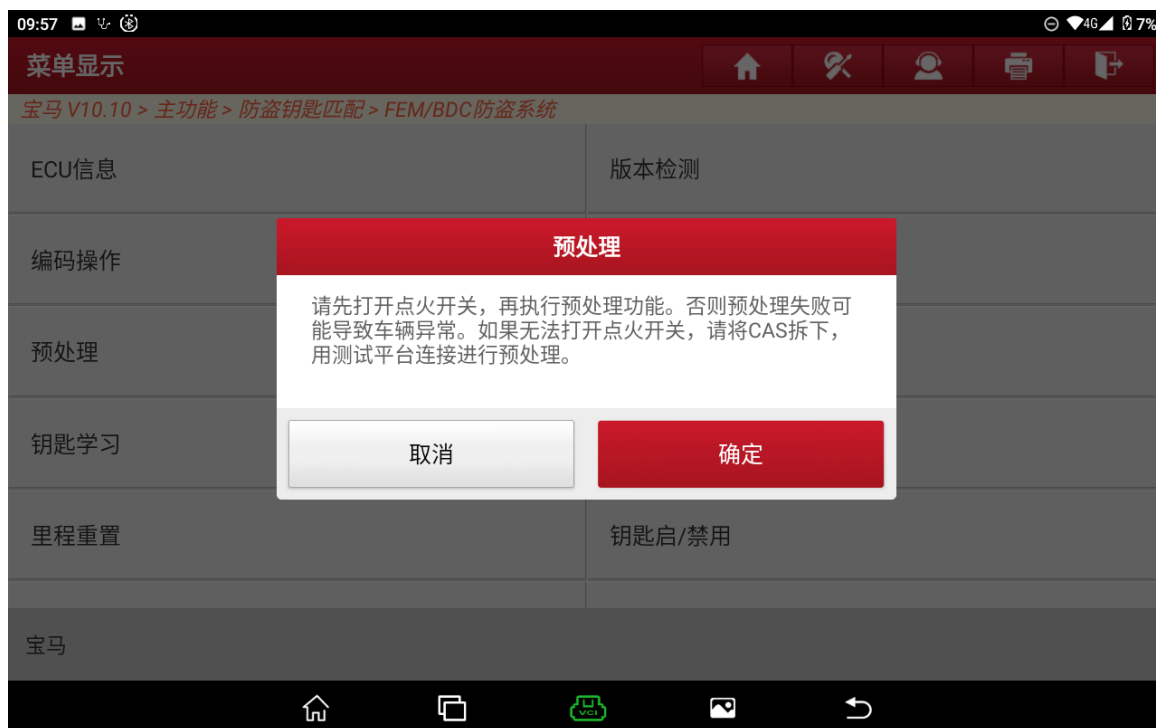 09:57
4G 7%
菜单显示
宝马 V10.10 > 主功能 > 防盗钥匙匹配 > FEM/BDC防盗系统
ECU信息
版本检测
编码操作
预处理
请先打开点火开关，再执行预处理功能。否则预处理失败可
能导致车辆异常。如果无法打开点火开关，请将CAS拆下，
用测试平台连接进行预处理。
预处理
钥匙学习
取消
确定
里程重置
钥匙启/禁用
宝马
VCI